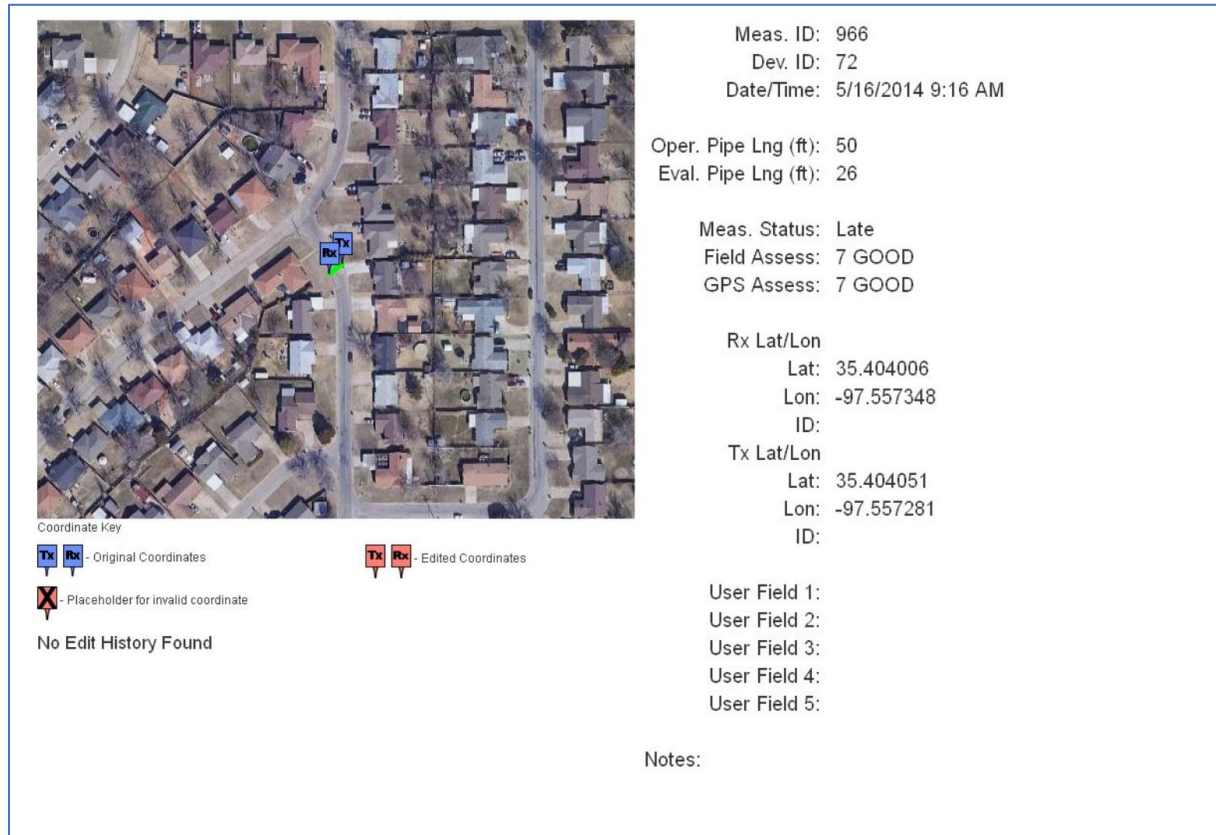 Tx
Rx
Coordinate Key
Tx Rx - Original Coordinates
Tx Rx - Edited Coordinates
X - Placeholder for invalid coordinate
No Edit History Found
Meas. ID: 966
Dev. ID: 72
Date/Time: 5/16/2014 9:16 AM
Oper. Pipe Lng (ft): 50
Eval. Pipe Lng (ft): 26
Meas. Status: Late
Field Assess: 7 GOOD
GPS Assess: 7 GOOD
Rx Lat/Lon
Lat: 35.404006
Lon: -97.557348
ID:
Tx Lat/Lon
Lat: 35.404051
Lon: -97.557281
ID:
User Field 1:
User Field 2:
User Field 3:
User Field 4:
User Field 5:
Notes: